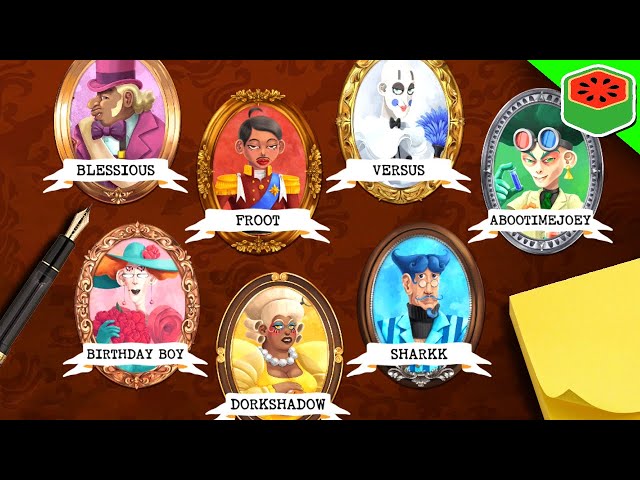 BLESSIOUS
FROOT
VERSUS
ABOOTIMEJOEY
BIRTHDAY BOY
DORKSHADOW
SHARKK